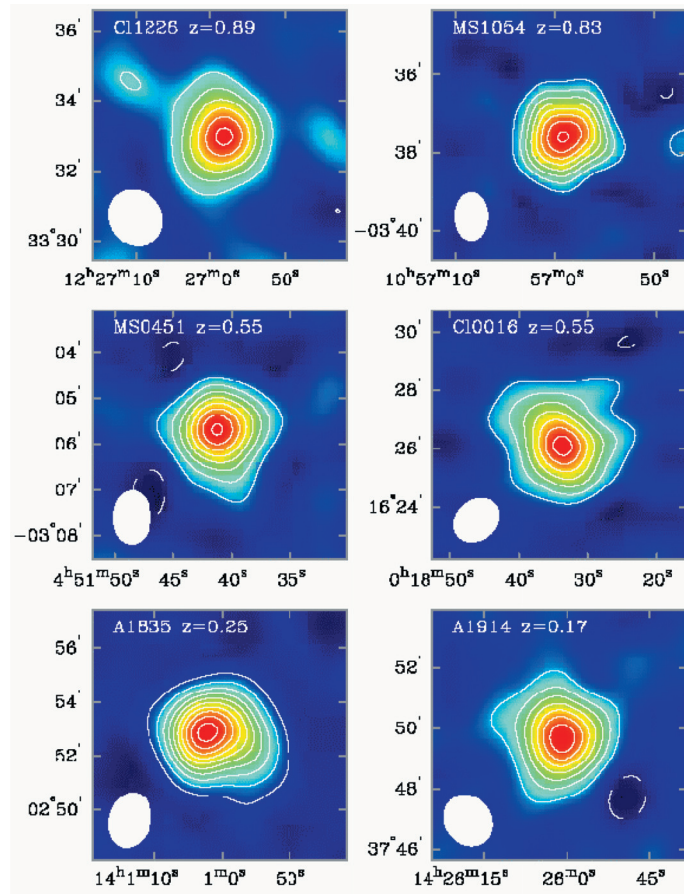 Cl1226 z=0.89
36'
34'
32'
33°30'
12ʰ27ᵐ10ˢ 27ᵐ0ˢ 50ˢ
MS1054 z=0.83
36'
38'
-03°40'
10ʰ57ᵐ10ˢ 57ᵐ0ˢ 50ˢ
MS0451 z=0.55
04'
05'
06'
07'
-03°08'
4ʰ51ᵐ50ˢ 45ˢ 40ˢ 35ˢ
Cl0016 z=0.55
30'
28'
26'
16°24'
0ʰ18ᵐ50ˢ 40ˢ 30ˢ 20ˢ
A1835 z=0.25
56'
54'
52'
02°50'
14ʰ1ᵐ10ˢ 1ᵐ0ˢ 50ˢ
A1914 z=0.17
52'
50'
48'
37°46'
14ʰ26ᵐ15ˢ 26ᵐ0ˢ 45ˢ